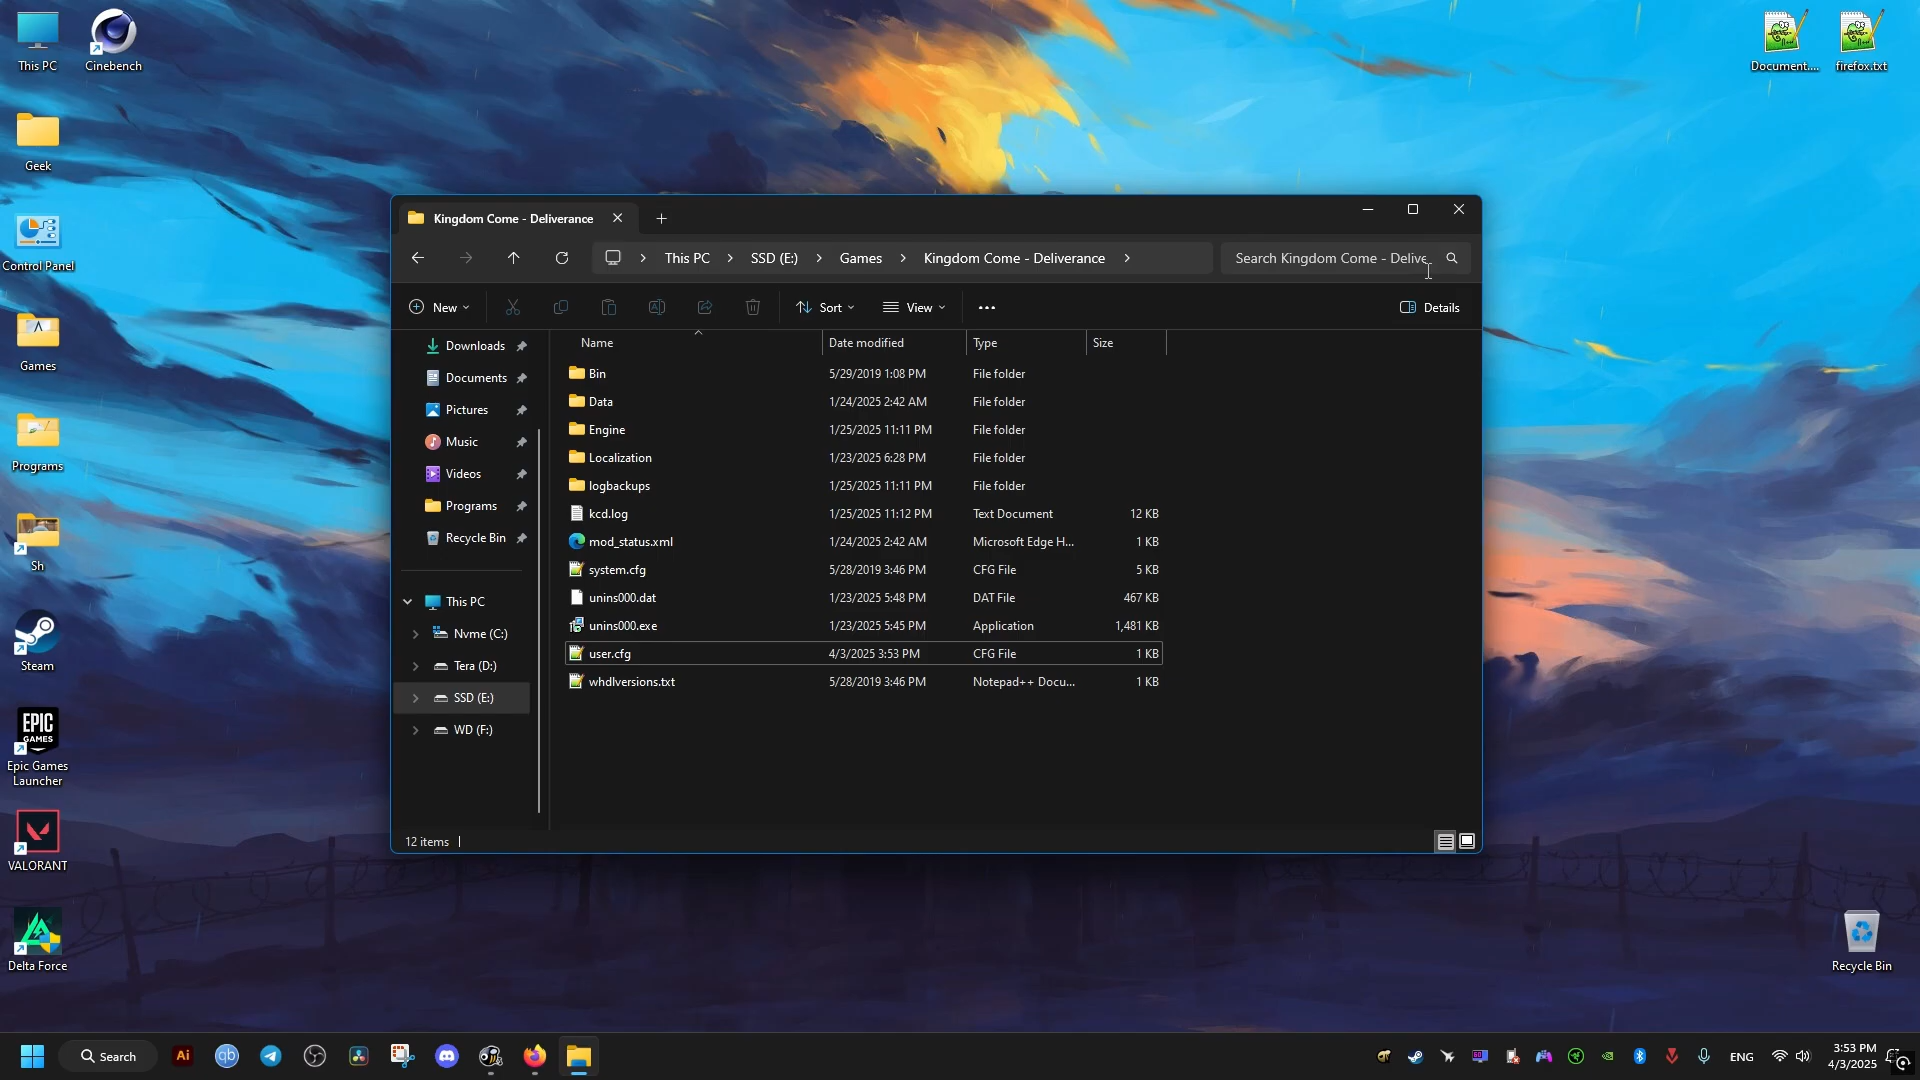 This PC
Cinebench
Document....
firefox.txt
Geek
Control Panel
Games
Programs
Sh
Steam
EPIC
GAMES
Epic Games
Launcher
VALORANT
Delta Force
Recycle Bin
Kingdom Come - Deliverance
This PC
SSD (E:)
Games
Kingdom Come - Deliverance
Search Kingdom Come - Delive
New
Sort
View
Details
Downloads
Documents
Pictures
Music
Videos
Programs
Recycle Bin
This PC
Nvme (C:)
Tera (D:)
SSD (E:)
WD (F:)
Name Date modified Type Size
Bin 5/29/2019 1:08 PM File folder
Data 1/24/2025 2:42 AM File folder
Engine 1/25/2025 11:11 PM File folder
Localization 1/23/2025 6:28 PM File folder
logbackups 1/25/2025 11:11 PM File folder
kcd.log 1/25/2025 11:12 PM Text Document 12 KB
mod_status.xml 1/24/2025 2:42 AM Microsoft Edge H... 1 KB
system.cfg 5/28/2019 3:46 PM CFG File 5 KB
unins000.dat 1/23/2025 5:48 PM DAT File 467 KB
unins000.exe 1/23/2025 5:45 PM Application 1,481 KB
user.cfg 4/3/2025 3:53 PM CFG File 1 KB
whdlversions.txt 5/28/2019 3:46 PM Notepad++ Docu... 1 KB
12 items
Search
Ai
qb
ENG
3:53 PM
4/3/2025